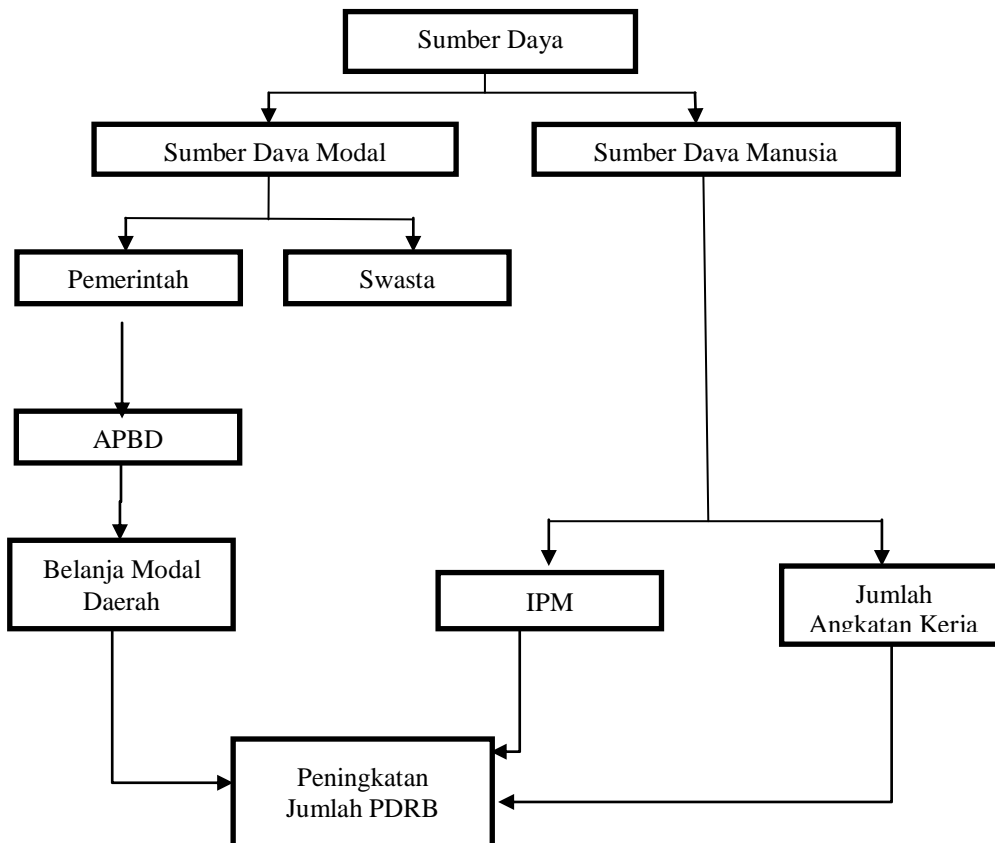 Sumber Daya
Sumber Daya Modal
Sumber Daya Manusia
Pemerintah
Swasta
APBD
Belanja Modal
Daerah
IPM
Jumlah
Angkatan Kerja
Peningkatan
Jumlah PDRB